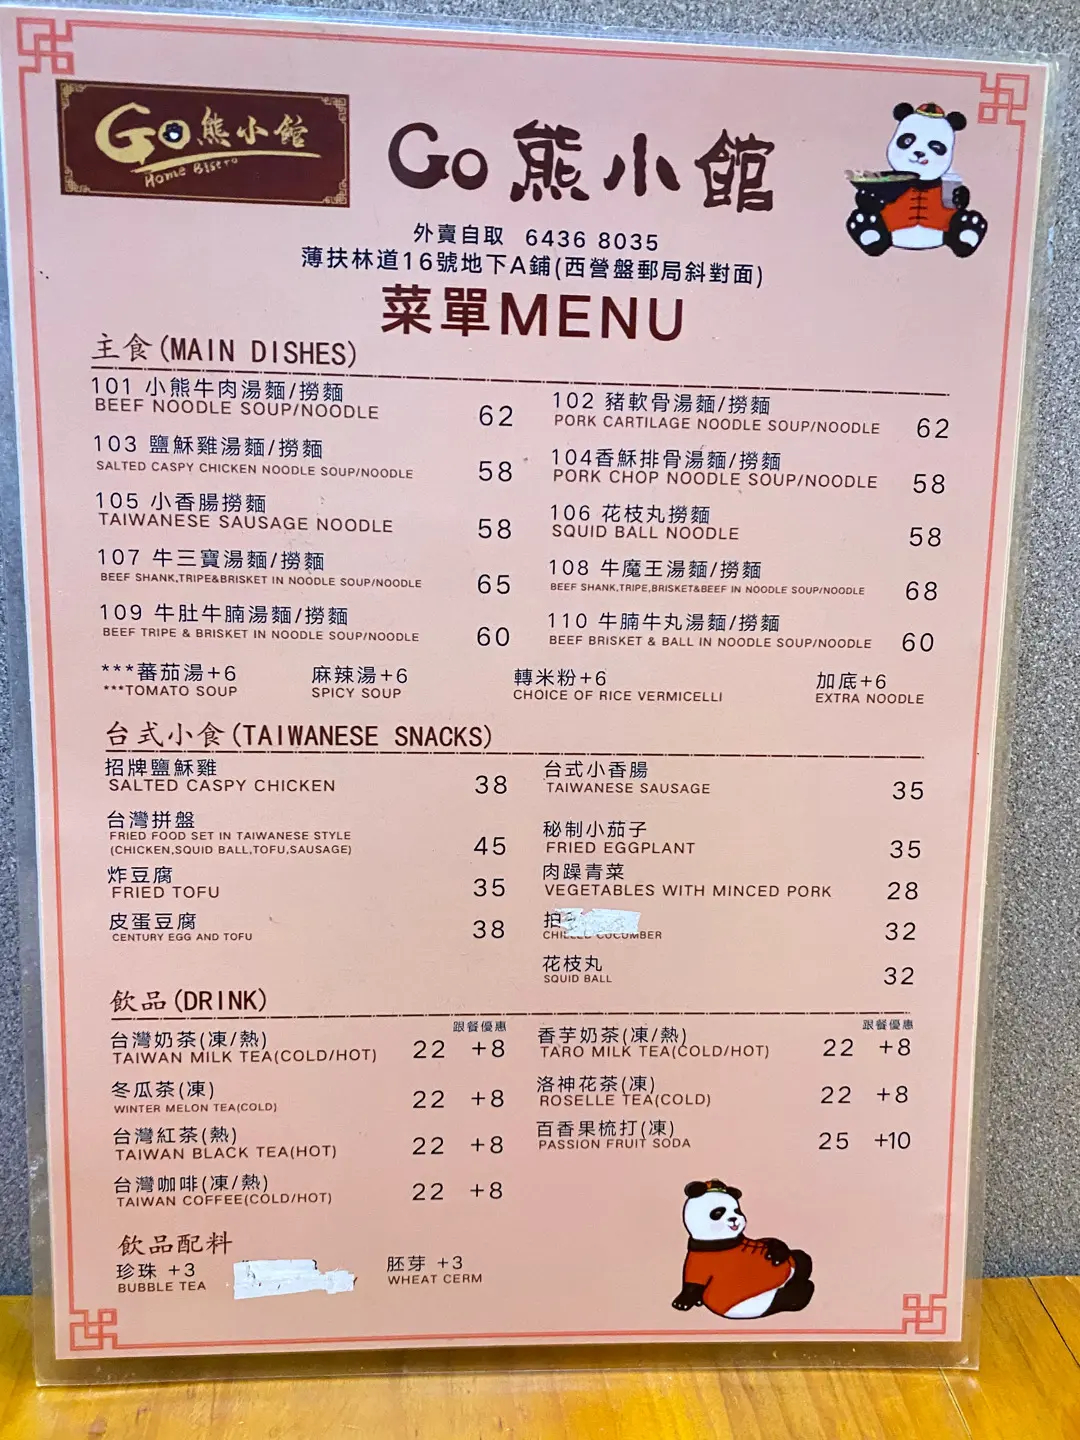 Go熊小館
Home Bistro
Go 熊小館
外賣自取 6436 8035
薄扶林道16號地下A鋪(西營盤郵局斜對面)
菜單MENU
主食(MAIN DISHES)
101 小熊牛肉湯麵/撈麵
BEEF NOODLE SOUP/NOODLE 62
102 豬軟骨湯麵/撈麵
PORK CARTILAGE NOODLE SOUP/NOODLE 62
103 鹽穌雞湯麵/撈麵
SALTED CASPY CHICKEN NOODLE SOUP/NOODLE 58
104香穌排骨湯麵/撈麵
PORK CHOP NOODLE SOUP/NOODLE 58
105 小香腸撈麵
TAIWANESE SAUSAGE NOODLE 58
106 花枝丸撈麵
SQUID BALL NOODLE 58
107 牛三寶湯麵/撈麵
BEEF SHANK,TRIPE&BRISKET IN NOODLE SOUP/NOODLE 65
108 牛魔王湯麵/撈麵
BEEF SHANK,TRIPE,BRISKET&BEEF IN NOODLE SOUP/NOODLE 68
109 牛肚牛腩湯麵/撈麵
BEEF TRIPE & BRISKET IN NOODLE SOUP/NOODLE 60
110 牛腩牛丸湯麵/撈麵
BEEF BRISKET & BALL IN NOODLE SOUP/NOODLE 60
***蕃茄湯+6 麻辣湯+6 轉米粉+6 加底+6
***TOMATO SOUP SPICY SOUP CHOICE OF RICE VERMICELLI EXTRA NOODLE
台式小食(TAIWANESE SNACKS)
招牌鹽穌雞
SALTED CASPY CHICKEN 38
台式小香腸
TAIWANESE SAUSAGE 35
台灣拼盤
FRIED FOOD SET IN TAIWANESE STYLE
(CHICKEN,SQUID BALL,TOFU,SAUSAGE) 45
秘制小茄子
FRIED EGGPLANT 35
炸豆腐
FRIED TOFU 35
肉躁青菜
VEGETABLES WITH MINCED PORK 28
皮蛋豆腐
CENTURY EGG AND TOFU 38
拍
CHILLED CUCUMBER 32
花枝丸
SQUID BALL 32
飲品(DRINK)
跟餐優惠 跟餐優惠
台灣奶茶(凍/熱)
TAIWAN MILK TEA(COLD/HOT) 22 +8
香芋奶茶(凍/熱)
TARO MILK TEA(COLD/HOT) 22 +8
冬瓜茶(凍)
WINTER MELON TEA(COLD) 22 +8
洛神花茶(凍)
ROSELLE TEA(COLD) 22 +8
台灣紅茶(熱)
TAIWAN BLACK TEA(HOT) 22 +8
百香果梳打(凍)
PASSION FRUIT SODA 25 +10
台灣咖啡(凍/熱)
TAIWAN COFFEE(COLD/HOT) 22 +8
飲品配料
珍珠 +3 胚芽 +3
BUBBLE TEA WHEAT CERM